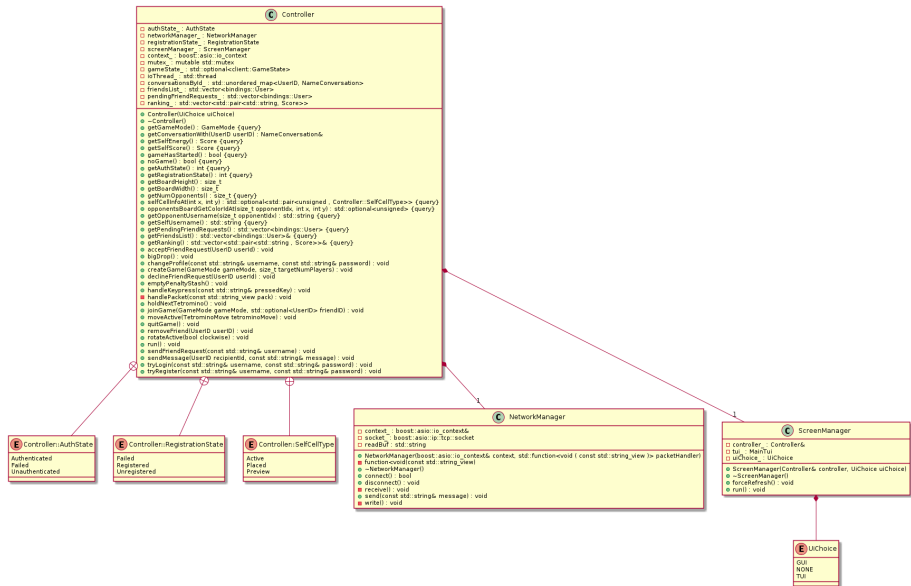 C Controller
authState_ : AuthState
networkManager_ : NetworkManager
registrationState_ : RegistrationState
screenManager_ : ScreenManager
context_ : boost::asio::io_context
mutex_ : mutable std::mutex
gameState_ : std::optional<client::GameState>
ioThread_ : std::thread
conversationsById_ : std::unordered_map<UserID, NameConversation>
friendsList_ : std::vector<bindings::User>
pendingFriendRequests_ : std::vector<bindings::User>
ranking_ : std::vector<std::pair<std::string, Score>>
Controller(UiChoice uiChoice)
~Controller()
getGameMode() : GameMode {query}
getConversationWith(UserID userID) : NameConversation&
getSelfEnergy() : Score {query}
getSelfScore() : Score {query}
gameHasStarted() : bool {query}
noGame() : bool {query}
getAuthState() : int {query}
getRegistrationState() : int {query}
getBoardHeight() : size_t
getBoardWidth() : size_t
getNumOpponents() : size_t {query}
selfCellInfoAt(int x, int y) : std::optional<std::pair<unsigned , Controller::SelfCellType>> {query}
opponentsBoardGetColorIdAt(size_t opponentIdx, int x, int y) : std::optional<unsigned> {query}
getOpponentUsername(size_t opponentIdx) : std::string {query}
getSelfUsername() : std::string {query}
getPendingFriendRequests() : std::vector<bindings::User> {query}
getFriendsList() : std::vector<bindings::User>& {query}
getRanking() : std::vector<std::pair<std::string , Score>>& {query}
acceptFriendRequest(UserID userId) : void
bigDrop() : void
changeProfile(const std::string& username, const std::string& password) : void
createGame(GameMode gameMode, size_t targetNumPlayers) : void
declineFriendRequest(UserID userId) : void
emptyPenaltyStash() : void
handleKeypress(const std::string& pressedKey) : void
handlePacket(const std::string_view pack) : void
holdNextTetromino() : void
joinGame(GameMode gameMode, std::optional<UserID> friendID) : void
moveActive(TetrominoMove tetrominoMove) : void
quitGame() : void
removeFriend(UserID userID) : void
rotateActive(bool clockwise) : void
run() : void
sendFriendRequest(const std::string& username) : void
sendMessage(UserID recipientId, const std::string& message) : void
tryLogin(const std::string& username, const std::string& password) : void
tryRegister(const std::string& username, const std::string& password) : void
1
1
E Controller::AuthState
Authenticated
Failed
Unauthenticated
E Controller::RegistrationState
Failed
Registered
Unregistered
E Controller::SelfCellType
Active
Placed
Preview
C NetworkManager
context_ : boost::asio::io_context&
socket_ : boost::asio::ip::tcp::socket
readBuf : std::string
NetworkManager(boost::asio::io_context& context, std::function<void ( const std::string_view )> packetHandler)
function<void(const std::string_view)
~NetworkManager()
connect() : bool
disconnect() : void
receive() : void
send(const std::string& message) : void
write() : void
C ScreenManager
controller_ : Controller&
tui_ : MainTui
uiChoice_ : UiChoice
ScreenManager(Controller& controller, UiChoice uiChoice)
~ScreenManager()
forceRefresh() : void
run() : void
E UiChoice
GUI
NONE
TUI